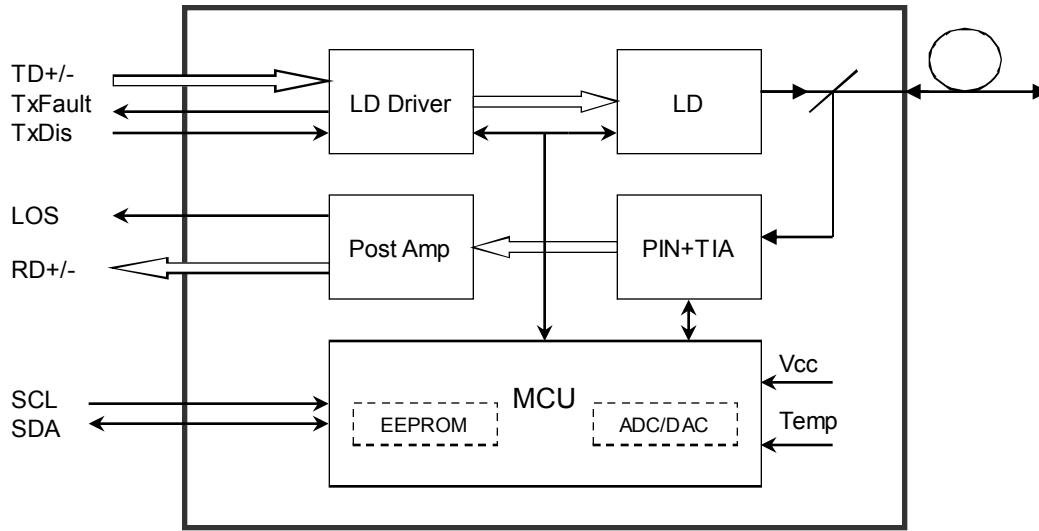 TD+/-
TxFault
TxDis
LD Driver
LD
LOS
RD+/-
Post Amp
PIN+TIA
SCL
SDA
MCU
EEPROM
ADC/DAC
Vcc
Temp